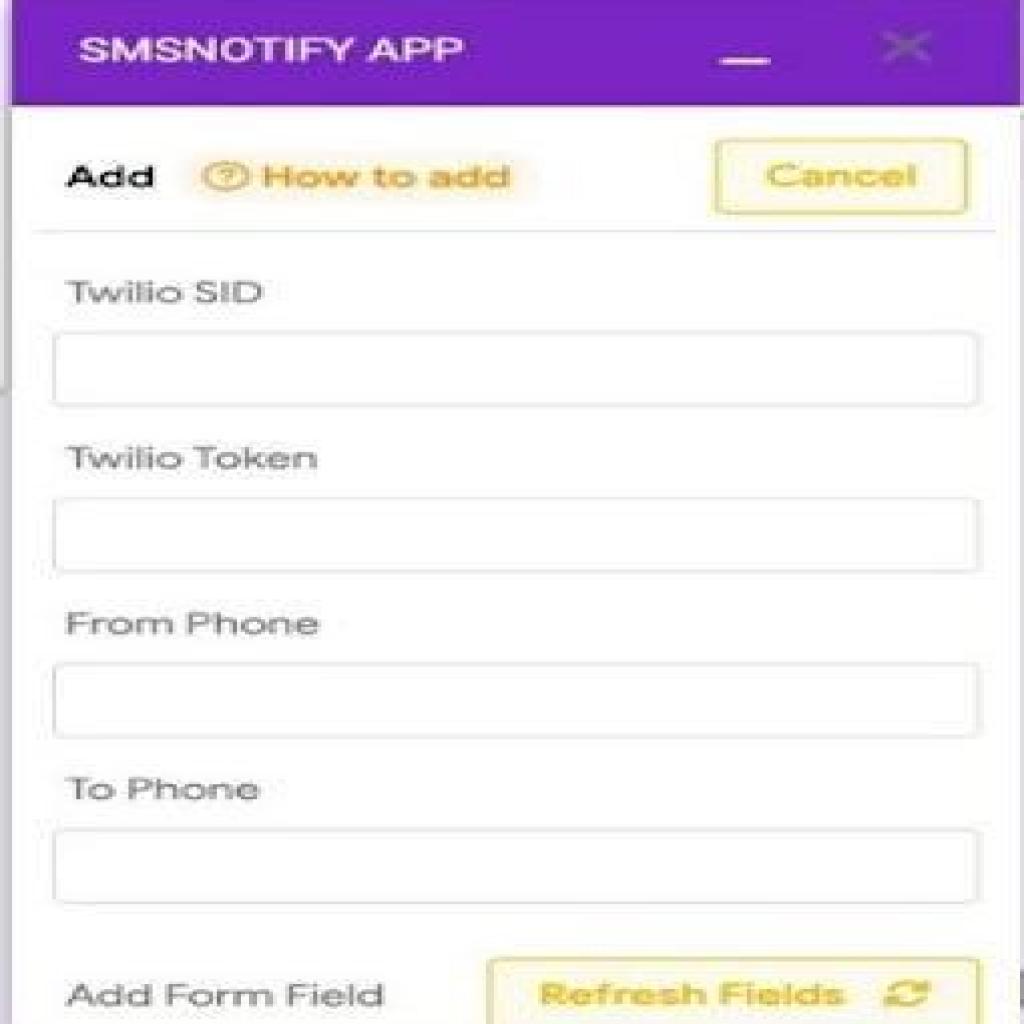 SMSNOTIFY APP
Add ? How to add Cancel
Twilio SID
Twilio Token
From Phone
To Phone
Add Form Field Refresh Fields